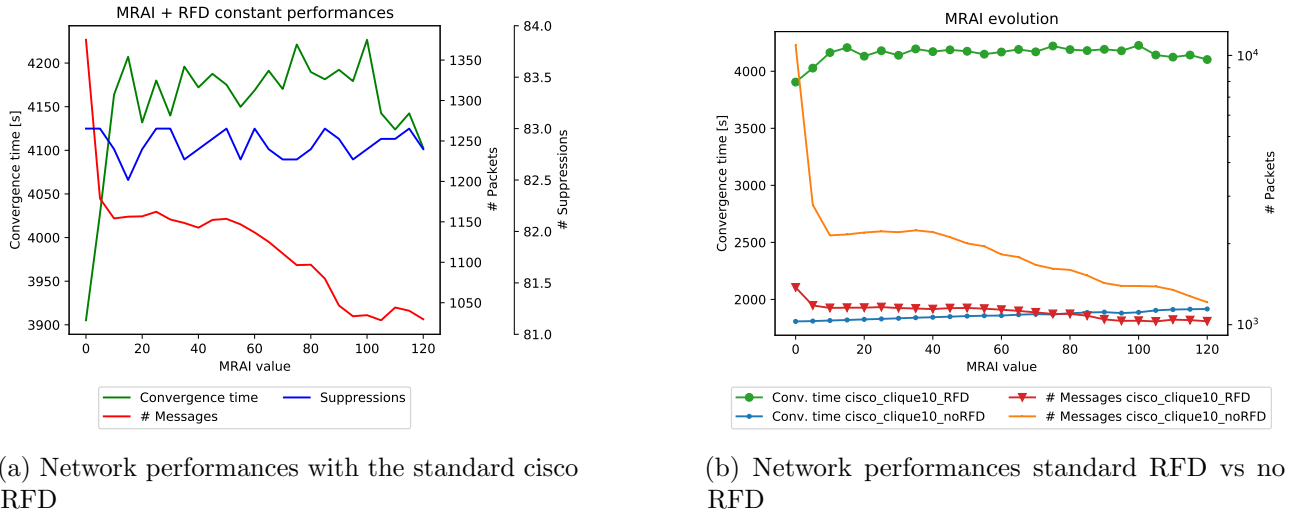 MRAI + RFD constant performances
4200
4150
4100
4050
4000
3950
3900
Convergence time [s]
0 20 40 60 80 100 120
MRAI value
1350
1300
1250
1200
1150
1100
1050
# Packets
84.0
83.5
83.0
82.5
82.0
81.5
81.0
# Suppressions
Convergence time
# Messages
Suppressions
(a) Network performances with the standard cisco
RFD
MRAI evolution
4000
3500
3000
2500
2000
Convergence time [s]
0 20 40 60 80 100 120
MRAI value
10⁴
10³
# Packets
Conv. time cisco_clique10_RFD
Conv. time cisco_clique10_noRFD
# Messages cisco_clique10_RFD
# Messages cisco_clique10_noRFD
(b) Network performances standard RFD vs no
RFD